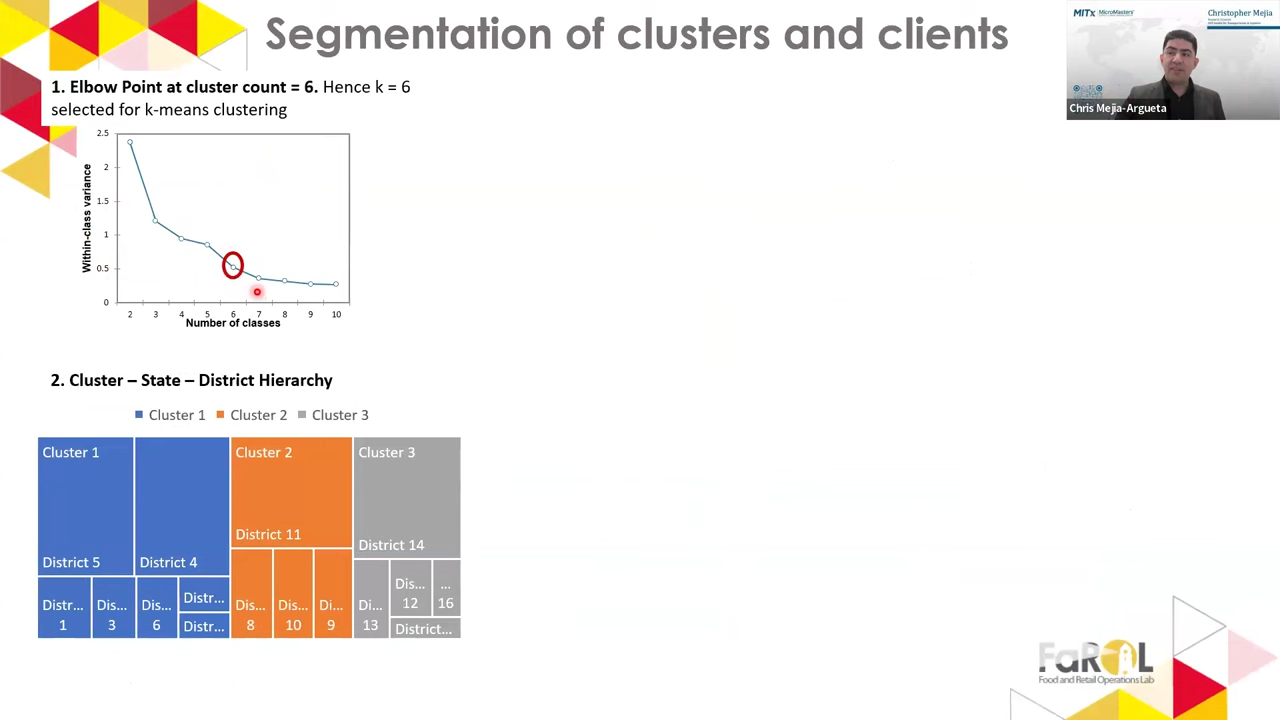 Segmentation of clusters and clients
MITx MicroMasters
Christopher Mejia
Chris Mejia-Argueta
1. Elbow Point at cluster count = 6. Hence k = 6
selected for k-means clustering
Within-class variance
2.5
2
1.5
1
0.5
0
2 3 4 5 6 7 8 9 10
Number of classes
2. Cluster – State – District Hierarchy
Cluster 1 Cluster 2 Cluster 3
Cluster 1
District 5
District 4
Distr... 1
Dis... 3
Dis... 6
Distr...
Distr...
Cluster 2
District 11
Dis... 8
Dis... 10
Di... 9
Cluster 3
District 14
Di... 13
Dis... 12
... 16
District...
FaROL
Food and Retail Operations Lab